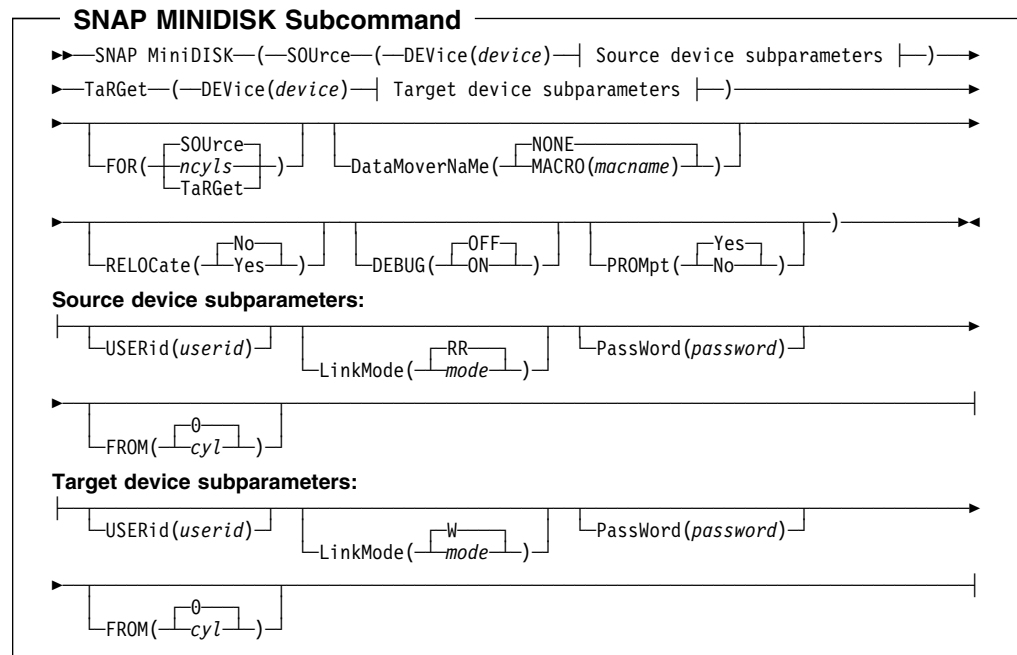 SNAP MINIDISK Subcommand
►►──SNAP MiniDISK──(──SOUrce──(──DEVice(device)──┤ Source device subparameters ├──)──►
►──TaRGet──(──DEVice(device)──┤ Target device subparameters ├──)──►
SOUrce NONE
FOR( ncyls ) DataMoverNaMe( MACRO(macname) )
TaRGet
) ►◄
No OFF Yes
RELOCate( Yes ) DEBUG( ON ) PROMpt( No )
Source device subparameters:
USERid(userid) RR PassWord(password)
LinkMode( mode )
0
FROM( cyl )
Target device subparameters:
USERid(userid) W PassWord(password)
LinkMode( mode )
0
FROM( cyl )